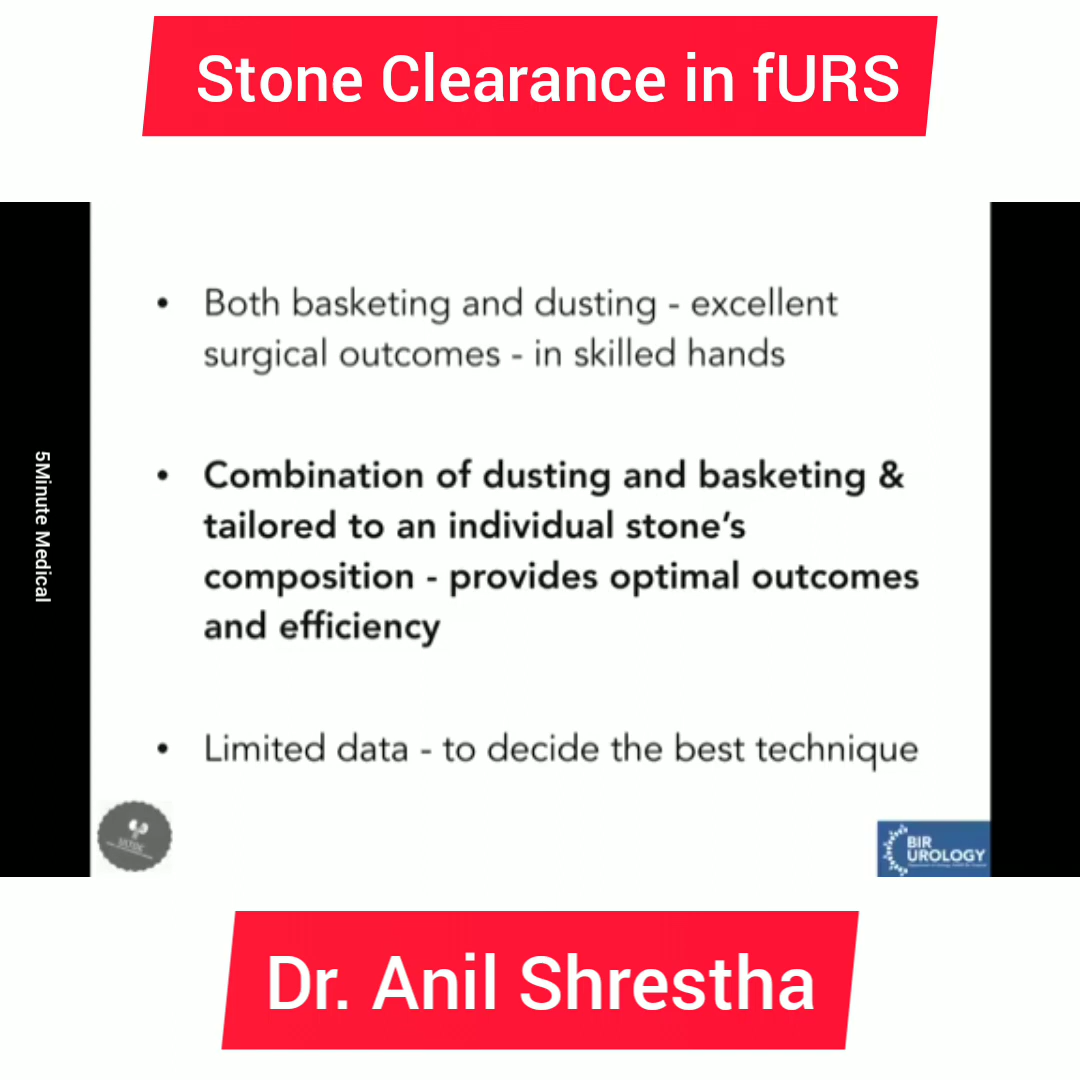 Stone Clearance in fURS
• Both basketing and dusting - excellent
surgical outcomes - in skilled hands
• Combination of dusting and basketing &
tailored to an individual stone's
composition - provides optimal outcomes
and efficiency
• Limited data - to decide the best technique
5Minute Medical
BIR
UROLOGY
Dr. Anil Shrestha